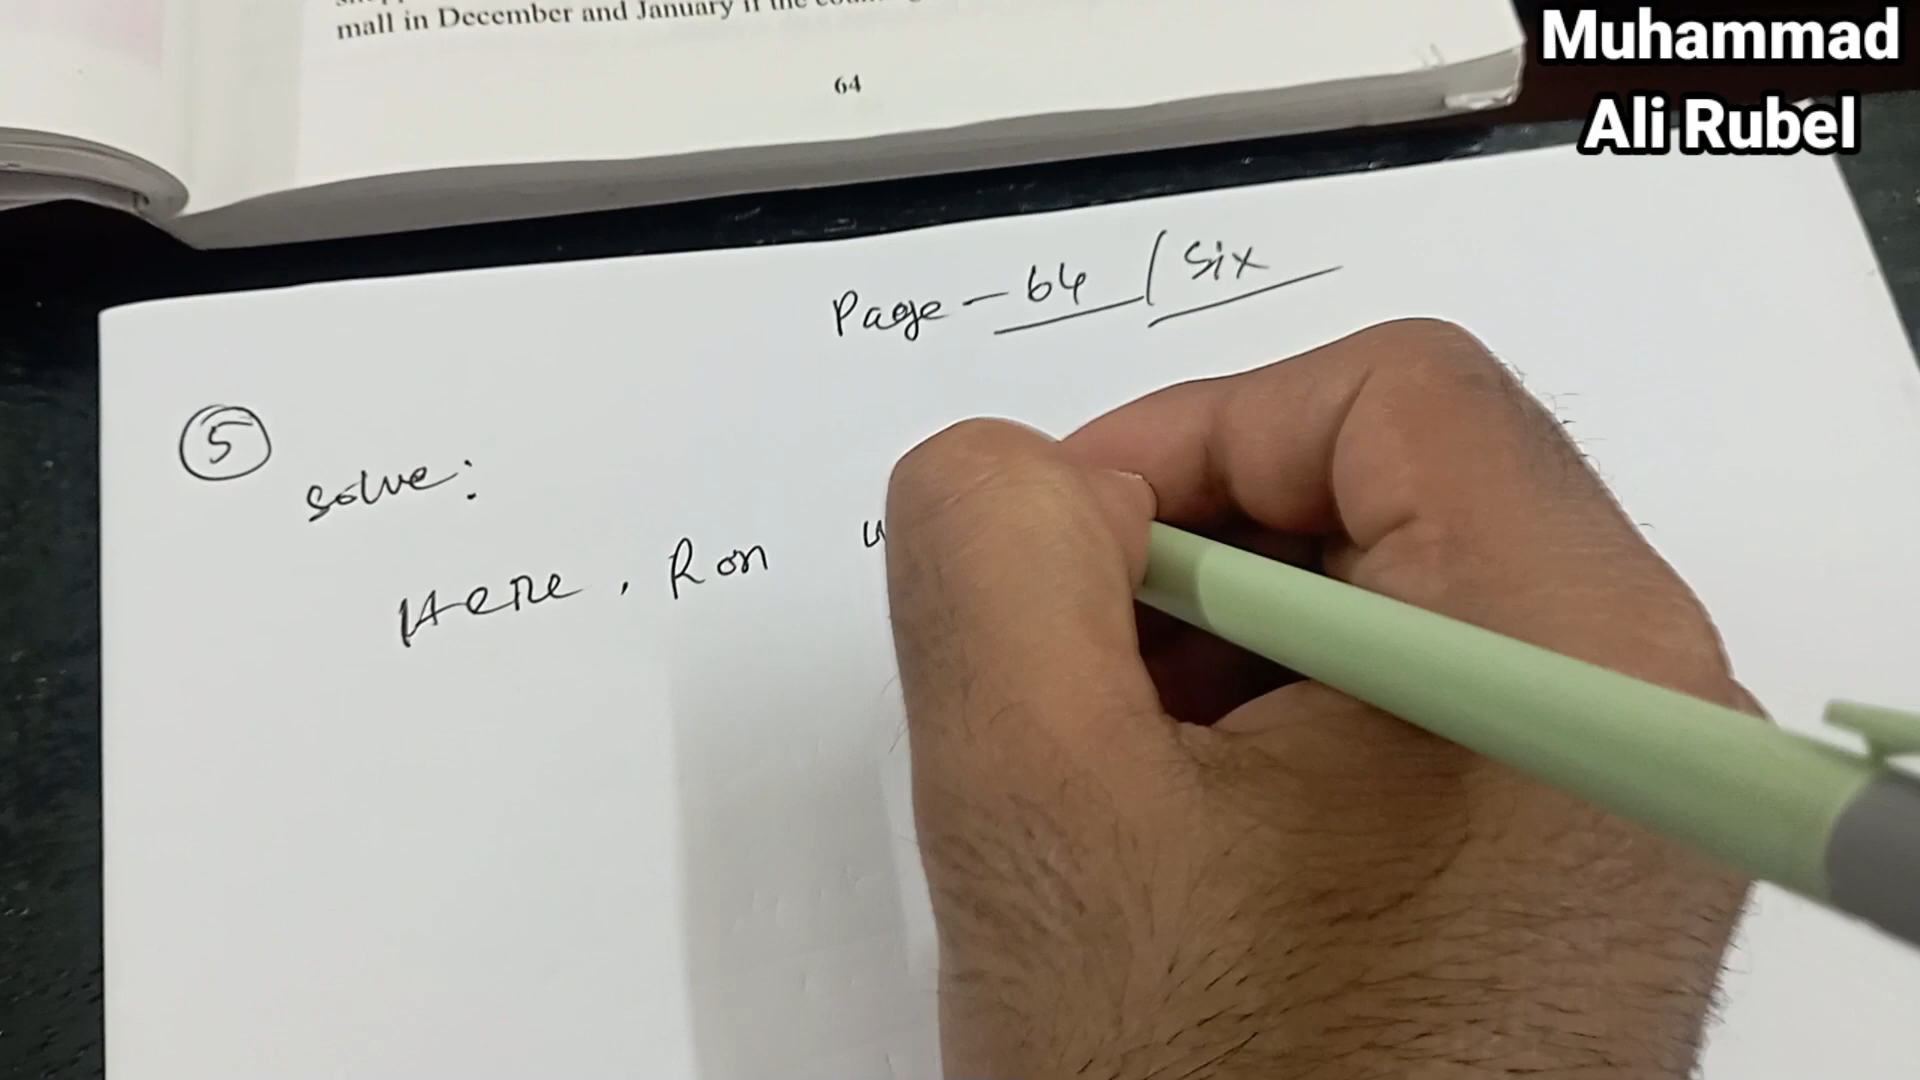 mall in December and January if the
64
Muhammad
Ali Rubel
Page - 64 / Six
5
Solve:
Here, Ron